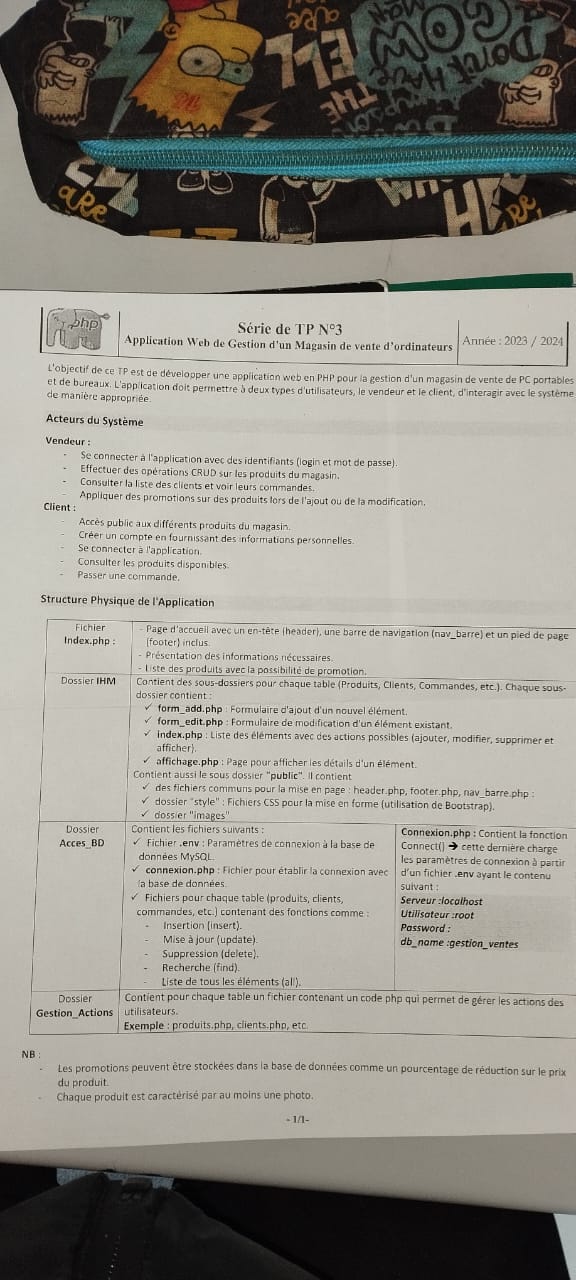 ARE
ELL
THE
COW
MAN
DON'T HAVE
ARE
H
ARE
php
Série de TP N°3
Application Web de Gestion d'un Magasin de vente d'ordinateurs
Année : 2023 / 2024
L'objectif de ce TP est de développer une application web en PHP pour la gestion d'un magasin de vente de PC portables
et de bureaux. L'application doit permettre à deux types d'utilisateurs, le vendeur et le client, d'interagir avec le système
de manière appropriée.
Acteurs du Système
Vendeur :
- Se connecter à l'application avec des identifiants (login et mot de passe).
- Effectuer des opérations CRUD sur les produits du magasin.
- Consulter la liste des clients et voir leurs commandes.
- Appliquer des promotions sur des produits lors de l'ajout ou de la modification.
Client :
- Accès public aux différents produits du magasin.
- Créer un compte en fournissant des informations personnelles.
- Se connecter à l'application.
- Consulter les produits disponibles.
- Passer une commande.
Structure Physique de l'Application
Fichier
Index.php :
- Page d'accueil avec un en-tête (header), une barre de navigation (nav_barre) et un pied de page
(footer) inclus.
- Présentation des informations nécessaires.
- Liste des produits avec la possibilité de promotion.
Dossier IHM
Contient des sous-dossiers pour chaque table (Produits, Clients, Commandes, etc.). Chaque sous-
dossier contient :
✓ form_add.php : Formulaire d'ajout d'un nouvel élément.
✓ form_edit.php : Formulaire de modification d'un élément existant.
✓ index.php : Liste des éléments avec des actions possibles (ajouter, modifier, supprimer et
afficher).
✓ affichage.php : Page pour afficher les détails d'un élément.
Contient aussi le sous dossier "public". Il contient
✓ des fichiers communs pour la mise en page : header.php, footer.php, nav_barre.php :
✓ dossier "style" : Fichiers CSS pour la mise en forme (utilisation de Bootstrap).
✓ dossier "images"
Dossier
Acces_BD
Contient les fichiers suivants :
✓ Fichier .env : Paramètres de connexion à la base de
données MySQL.
✓ connexion.php : Fichier pour établir la connexion avec
la base de données.
✓ Fichiers pour chaque table (produits, clients,
commandes, etc.) contenant des fonctions comme :
- Insertion (insert).
- Mise à jour (update).
- Suppression (delete).
- Recherche (find).
- Liste de tous les éléments (all).
Connexion.php : Contient la fonction
Connect() ➔ cette dernière charge
les paramètres de connexion à partir
d'un fichier .env ayant le contenu
suivant :
Serveur :localhost
Utilisateur :root
Password :
db_name :gestion_ventes
Dossier
Gestion_Actions
Contient pour chaque table un fichier contenant un code php qui permet de gérer les actions des
utilisateurs.
Exemple : produits.php, clients.php, etc.
NB :
- Les promotions peuvent être stockées dans la base de données comme un pourcentage de réduction sur le prix
du produit.
- Chaque produit est caractérisé par au moins une photo.
- 1/1-